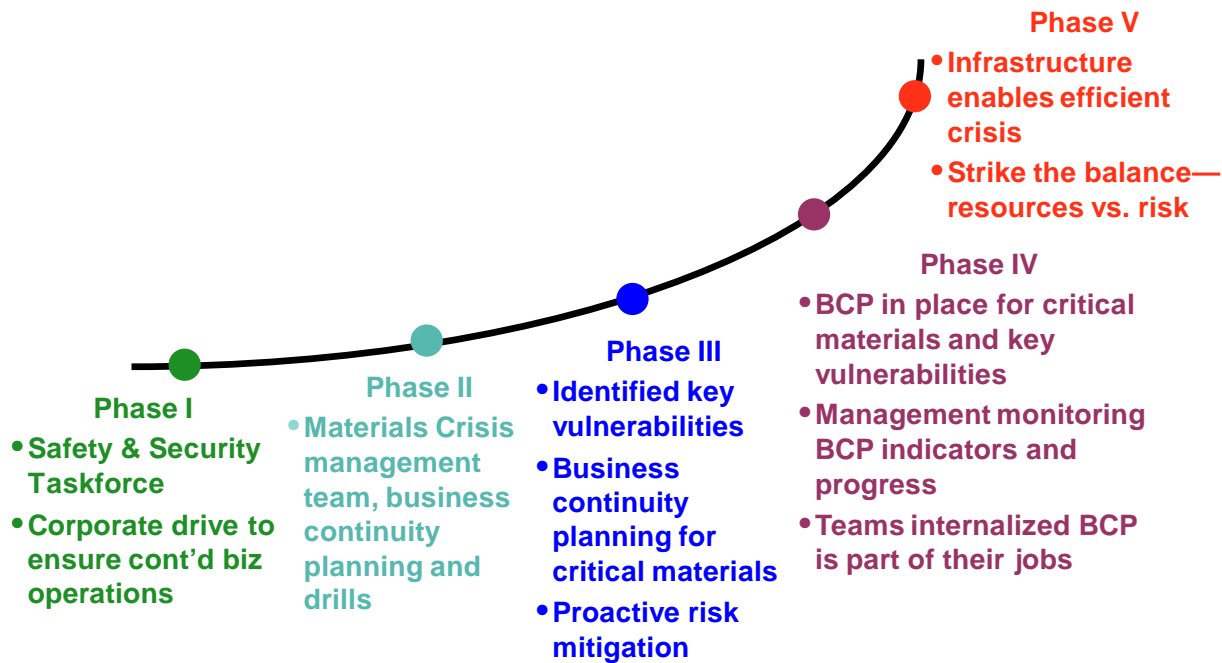 Phase I
• Safety & Security
Taskforce
• Corporate drive to
ensure cont’d biz
operations
Phase II
• Materials Crisis
management
team, business
continuity
planning and
drills
Phase III
• Identified key
vulnerabilities
• Business
continuity
planning for
critical materials
• Proactive risk
mitigation
Phase IV
• BCP in place for critical
materials and key
vulnerabilities
• Management monitoring
BCP indicators and
progress
• Teams internalized BCP
is part of their jobs
Phase V
• Infrastructure
enables efficient
crisis
• Strike the balance—
resources vs. risk